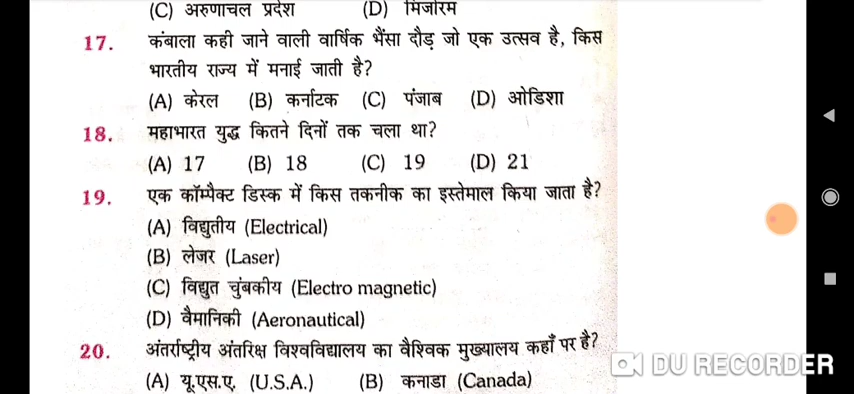 (C) अरुणाचल प्रदेश (D) मिजोरम
17. कंबाला कही जाने वाली वार्षिक भैंसा दौड़ जो एक उत्सव है, किस
भारतीय राज्य में मनाई जाती है?
(A) केरल (B) कर्नाटक (C) पंजाब (D) ओडिशा
18. महाभारत युद्ध कितने दिनों तक चला था?
(A) 17 (B) 18 (C) 19 (D) 21
19. एक कॉम्पैक्ट डिस्क में किस तकनीक का इस्तेमाल किया जाता है?
(A) विद्युतीय (Electrical)
(B) लेजर (Laser)
(C) विद्युत चुंबकीय (Electro magnetic)
(D) वैमानिकी (Aeronautical)
20. अंतर्राष्ट्रीय अंतरिक्ष विश्वविद्यालय का वैश्विक मुख्यालय कहाँ पर है?
DU RECORDER
(A) यू.एस.ए. (U.S.A.) (B) कनाडा (Canada)